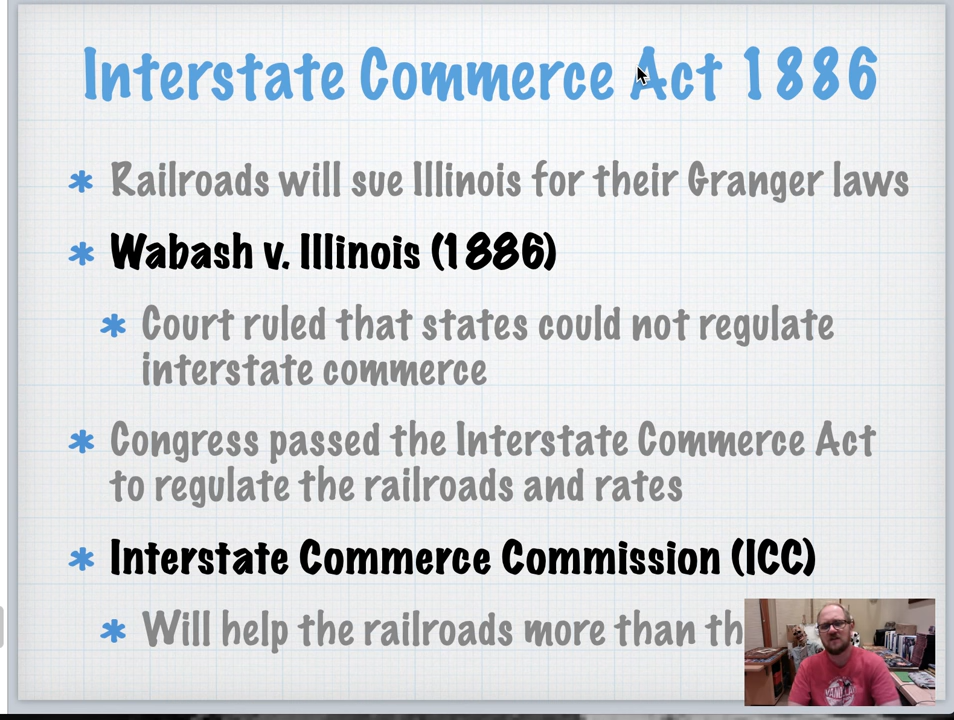 Interstate Commerce Act 1886
* Railroads will sue Illinois for their Granger laws
* Wabash v. Illinois (1886)
* Court ruled that states could not regulate
interstate commerce
* Congress passed the Interstate Commerce Act
to regulate the railroads and rates
* Interstate Commerce Commission (ICC)
* Will help the railroads more than